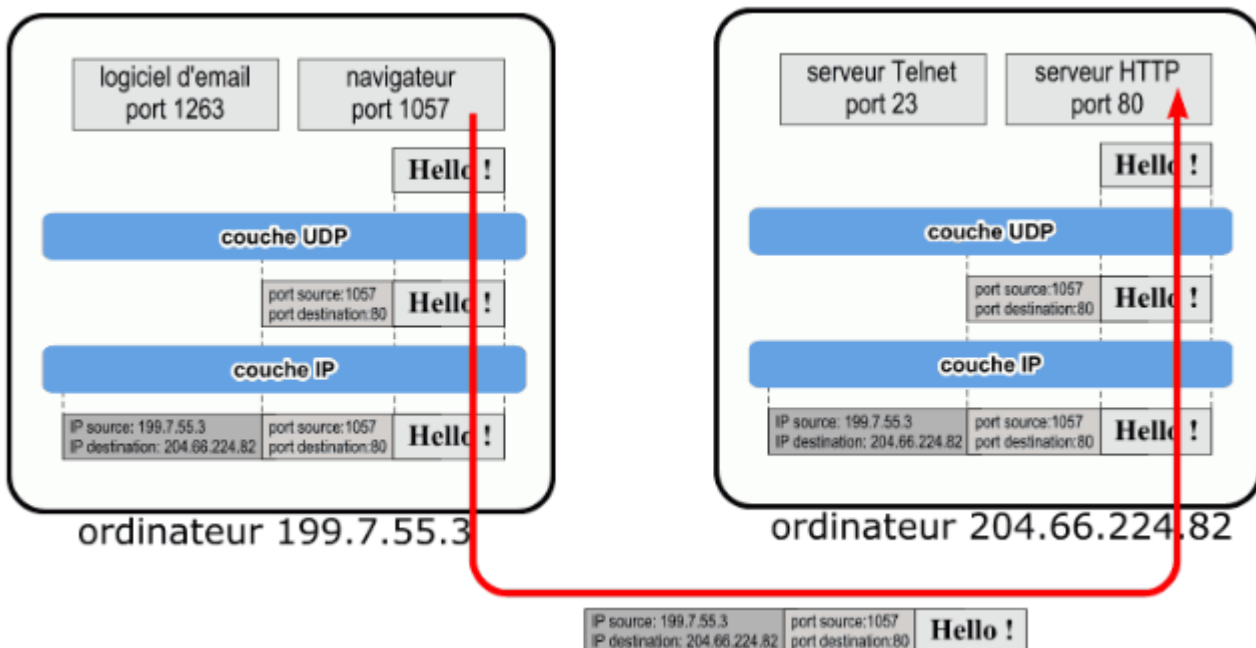 logiciel d'email
port 1263
navigateur
port 1057
Hello !
couche UDP
port source:1057
port destination:80
Hello !
couche IP
IP source: 199.7.55.3
IP destination: 204.66.224.82
port source:1057
port destination:80
Hello !
ordinateur 199.7.55.3
serveur Telnet
port 23
serveur HTTP
port 80
Hello !
couche UDP
port source:1057
port destination:80
Hello !
couche IP
IP source: 199.7.55.3
IP destination: 204.66.224.82
port source:1057
port destination:80
Hello !
ordinateur 204.66.224.82
IP source: 199.7.55.3
IP destination: 204.66.224.82
port source:1057
port destination:80
Hello !